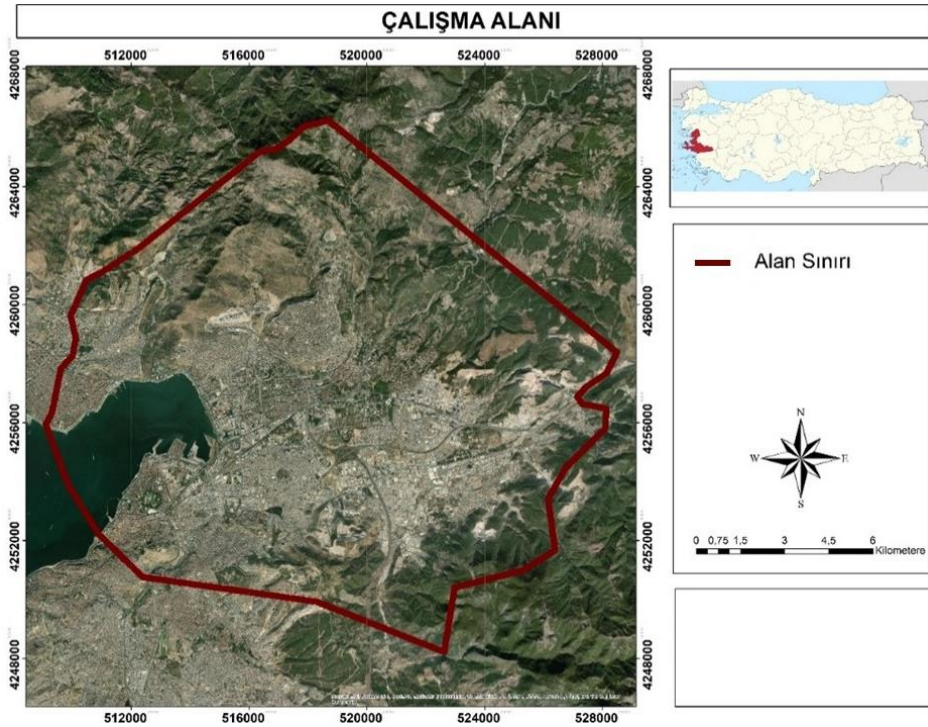 ÇALIŞMA ALANI
512000 516000 520000 524000 528000
4268000 4268000
4264000 4264000
4260000 4260000
4256000 4256000
4252000 4252000
4248000 4248000
512000 516000 520000 524000 528000
Alan Sınırı
N
W E
S
0 0,75 1,5 3 4,5 6
Kilometere